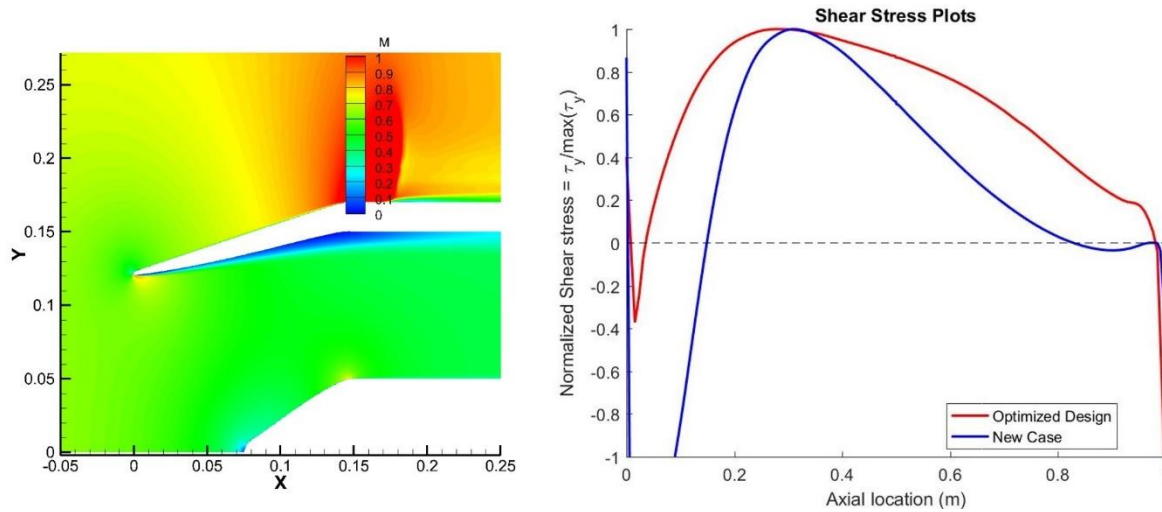 M
1
0.9
0.8
0.7
0.6
0.5
0.4
0.3
0.2
0.1
0
0.25
0.2
0.15
0.1
0.05
0
Y
-0.05 0 0.05 0.1 0.15 0.2 0.25
X
Shear Stress Plots
1
0.8
0.6
0.4
0.2
0
-0.2
-0.4
-0.6
-0.8
-1
Normalized Shear stress = τ_y/max(τ_y)
Optimized Design
New Case
0 0.2 0.4 0.6 0.8
Axial location (m)